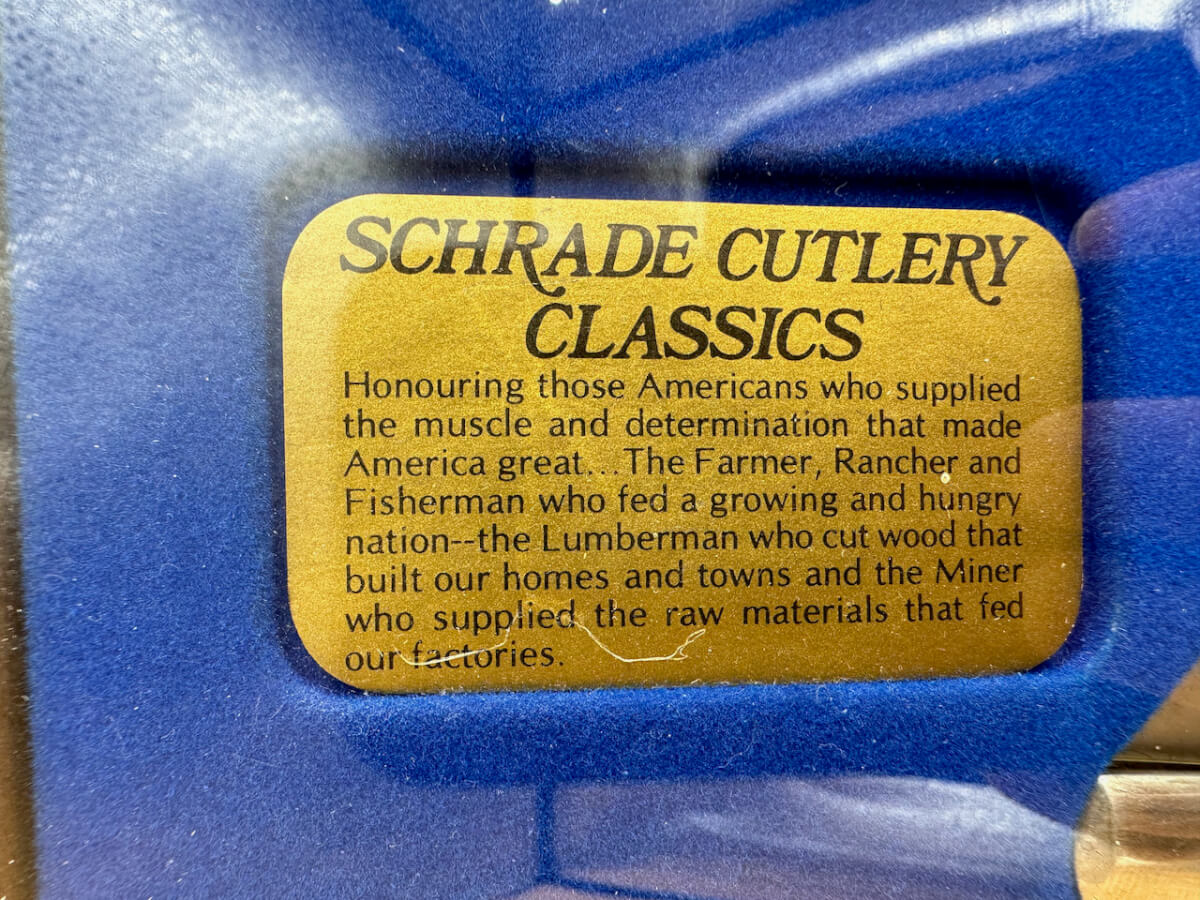 SCHRADE CUTLERY
CLASSICS
Honouring those Americans who supplied
the muscle and determination that made
America great...The Farmer, Rancher and
Fisherman who fed a growing and hungry
nation--the Lumberman who cut wood that
built our homes and towns and the Miner
who supplied the raw materials that fed
our factories.